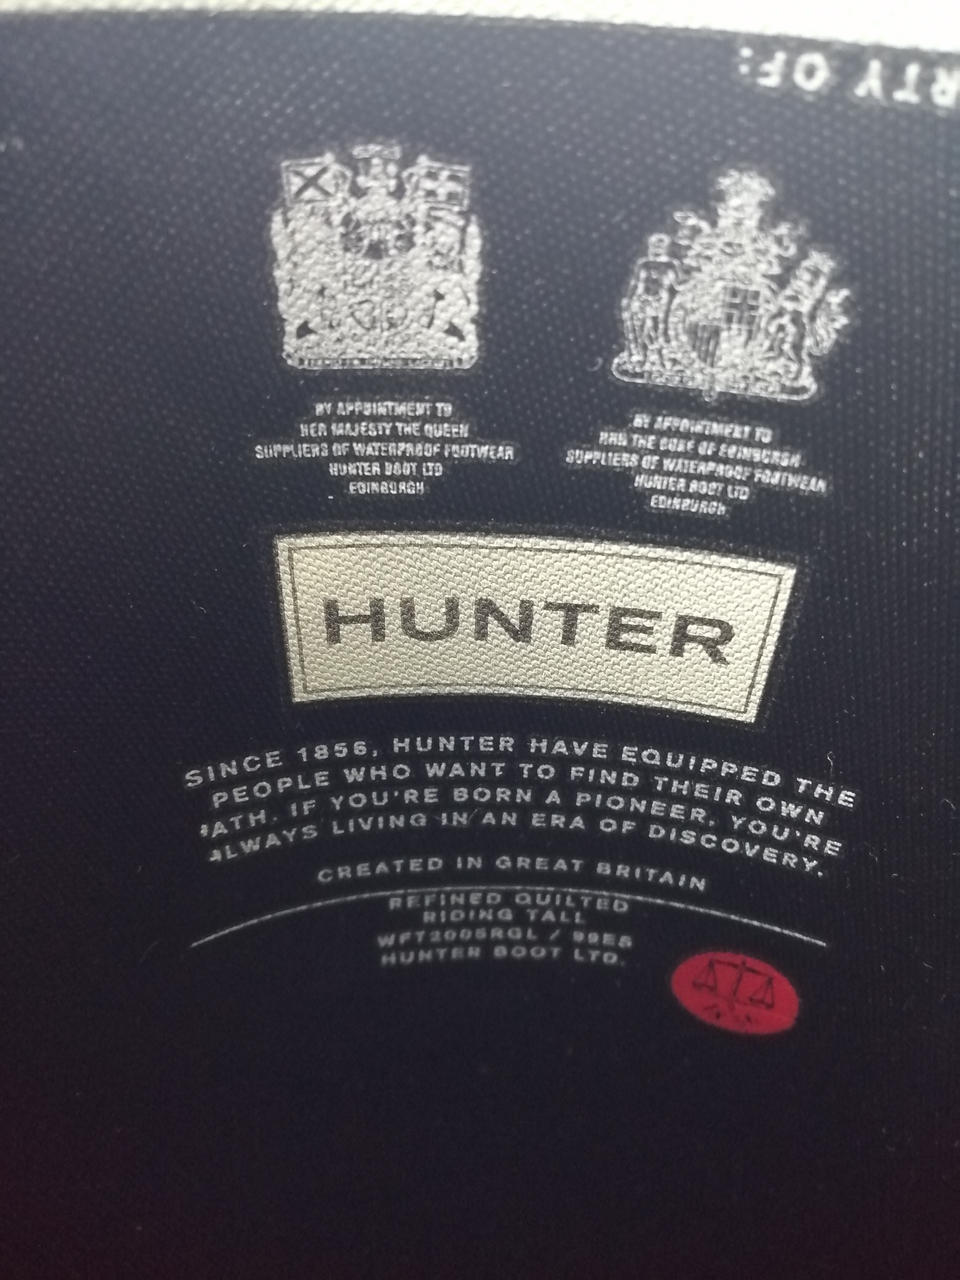 RTY OF:
BY APPOINTMENT TO
HER MAJESTY THE QUEEN
SUPPLIERS OF WATERPROOF FOOTWEAR
HUNTER BOOT LTD
EDINBURGH
BY APPOINTMENT TO
HRH THE DUKE OF EDINBURGH
SUPPLIERS OF WATERPROOF FOOTWEAR
HUNTER BOOT LTD
EDINBURGH
HUNTER
SINCE 1856, HUNTER HAVE EQUIPPED THE
PEOPLE WHO WANT TO FIND THEIR OWN
PATH. IF YOU'RE BORN A PIONEER, YOU'RE
ALWAYS LIVING IN AN ERA OF DISCOVERY.
CREATED IN GREAT BRITAIN
REFINED QUILTED
RIDING TALL
HUNTER BOOT LTD.